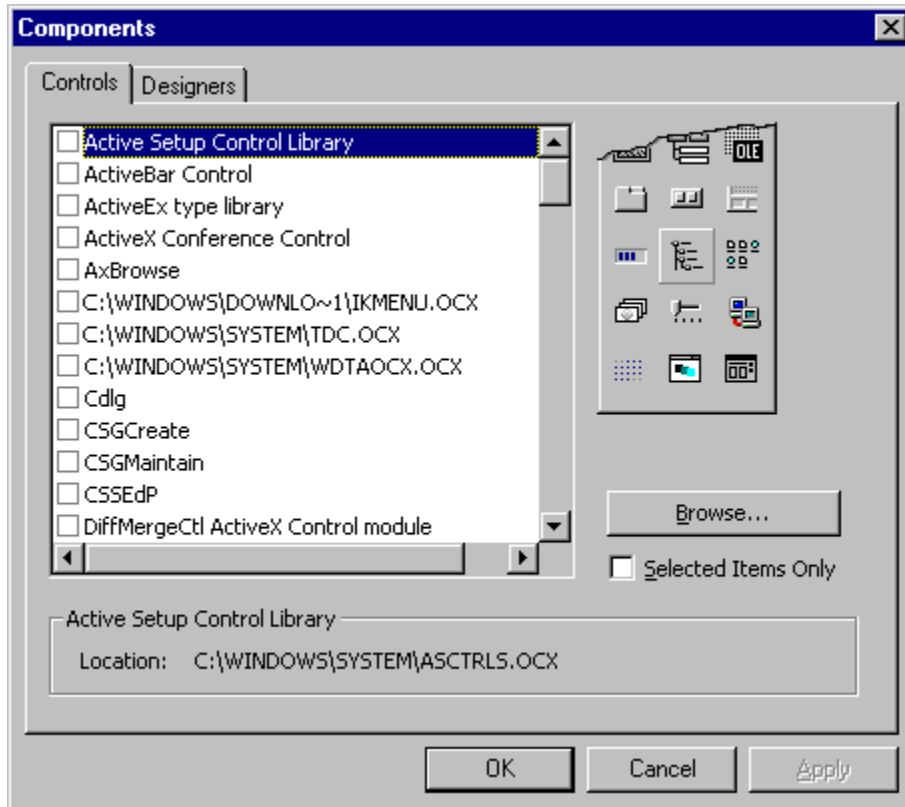 Components
Controls
Designers
Active Setup Control Library
ActiveBar Control
ActiveEx type library
ActiveX Conference Control
AxBrowse
C:\WINDOWS\DOWNLO~1\IKMENU.OCX
C:\WINDOWS\SYSTEM\TDC.OCX
C:\WINDOWS\SYSTEM\WDTAOCX.OCX
Cdlg
CSGCreate
CSGMaintain
CSSEdP
DiffMergeCtl ActiveX Control module
OLE
Browse...
Selected Items Only
Active Setup Control Library
Location: C:\WINDOWS\SYSTEM\ASCTRLS.OCX
OK Cancel Apply